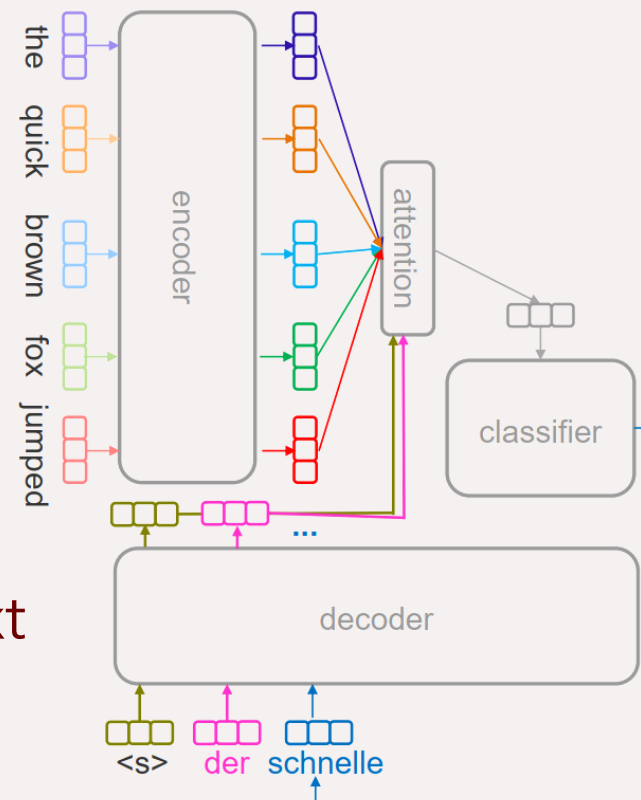 the
quick
brown
fox
jumped
encoder
attention
classifier
...
decoder
<s> der schnelle